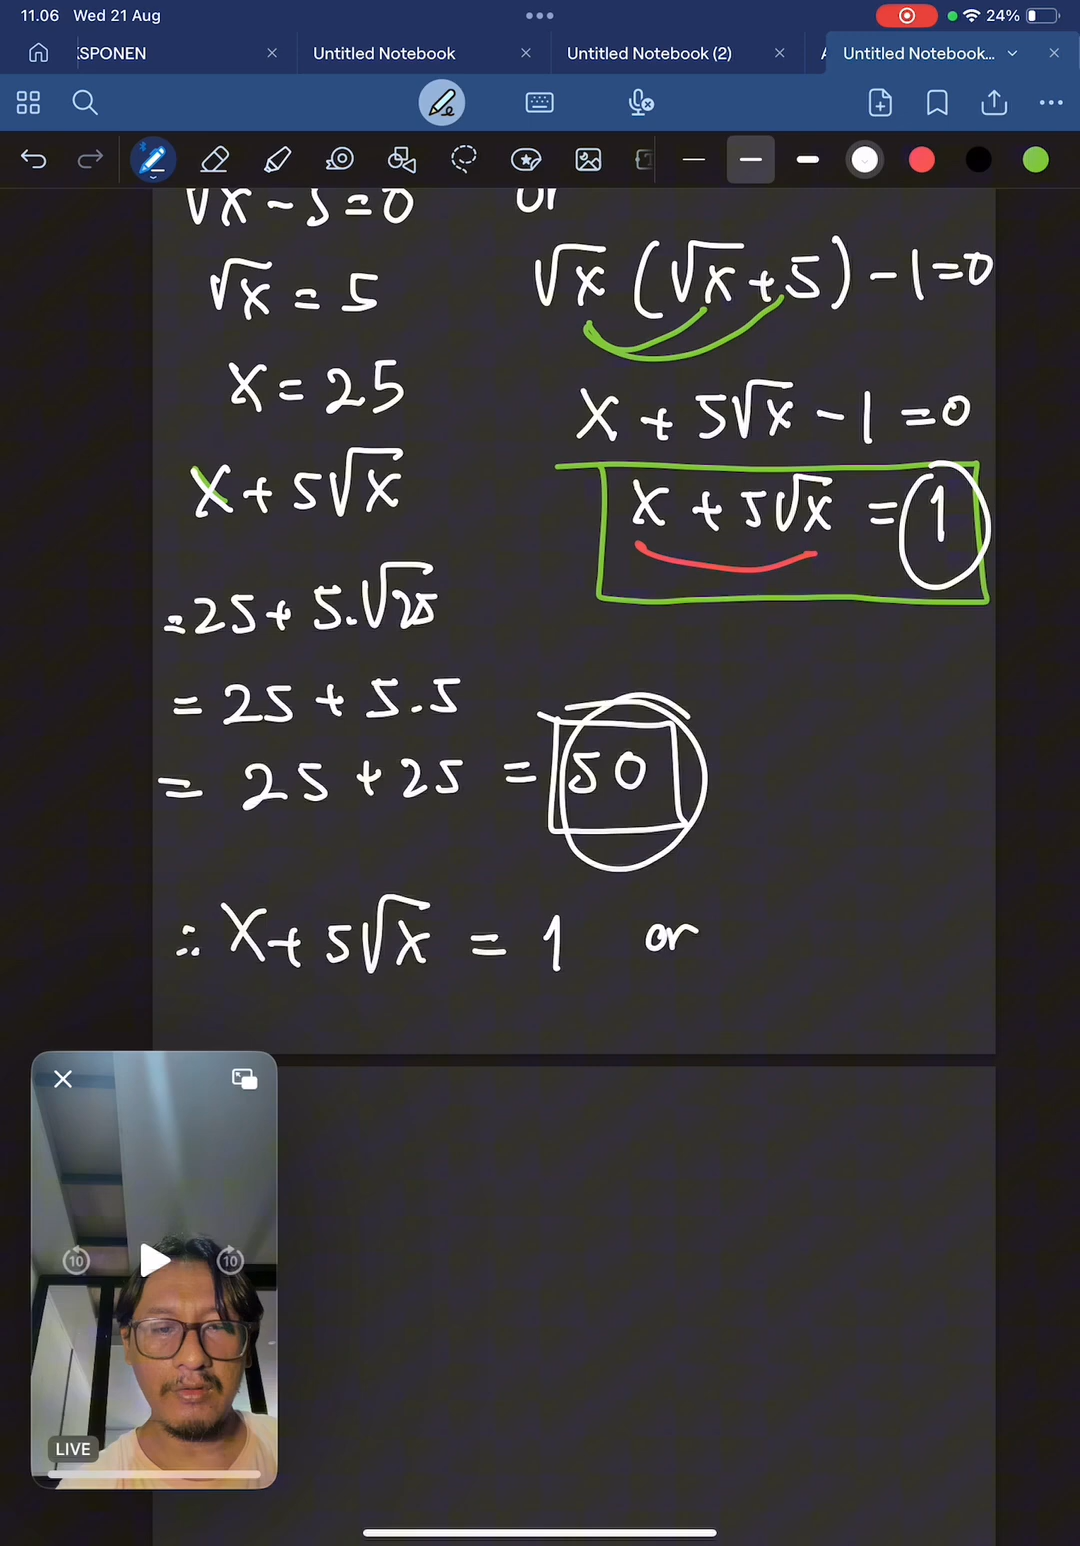 11.06 Wed 21 Aug
24%
KSPONEN
Untitled Notebook
Untitled Notebook (2)
Untitled Notebook...
√x - 5 = 0 or
√x = 5
√x (√x + 5) - 1 = 0
x = 25
x + 5√x - 1 = 0
x + 5√x
x + 5√x = 1
= 25 + 5.√25
= 25 + 5.5
= 25 + 25 = 50
∴ x + 5√x = 1 or
10
10
LIVE